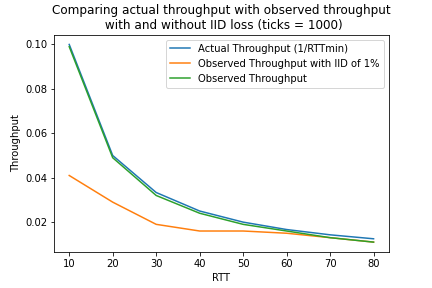 Comparing actual throughput with observed throughput
with and without IID loss (ticks = 1000)
Actual Throughput (1/RTTmin)
Observed Throughput with IID of 1%
Observed Throughput
Throughput
0.10
0.08
0.06
0.04
0.02
10 20 30 40 50 60 70 80
RTT